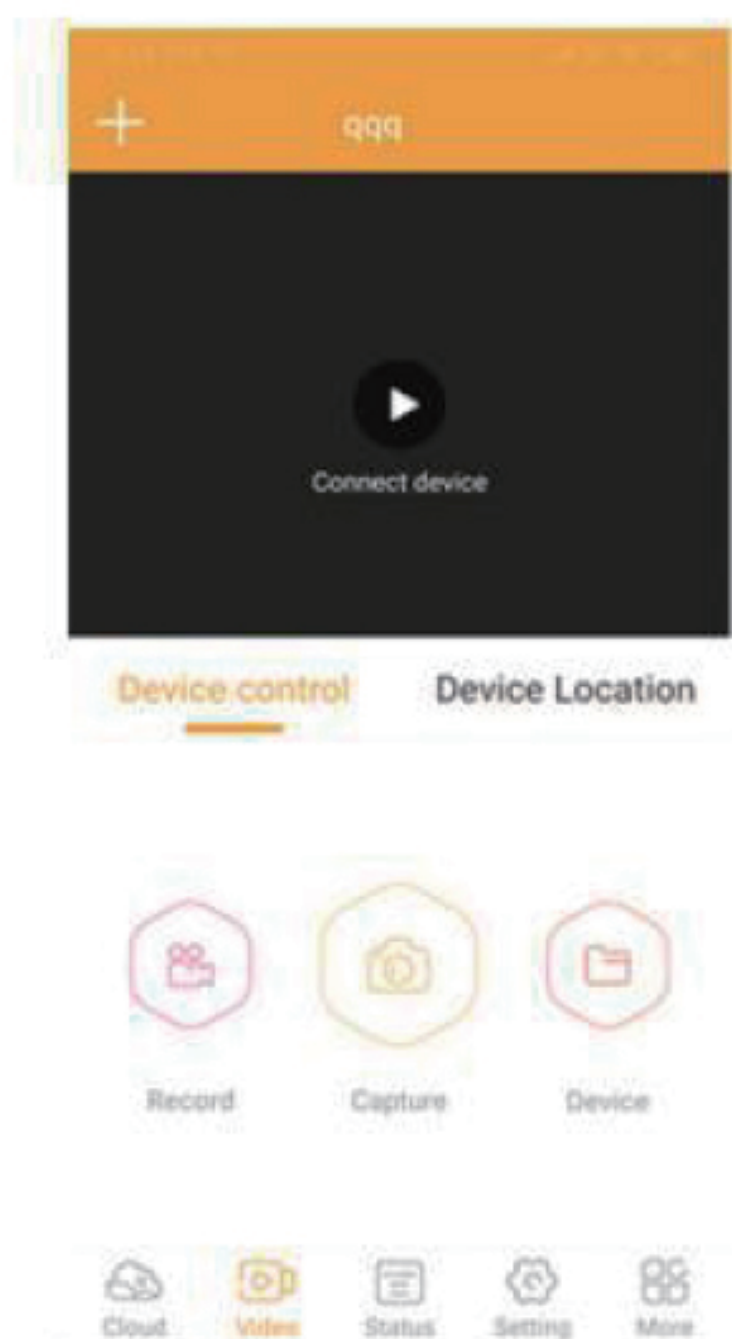 qqq
Connect device
Device control Device Location
Record Capture Device
Cloud Video Status Setting More